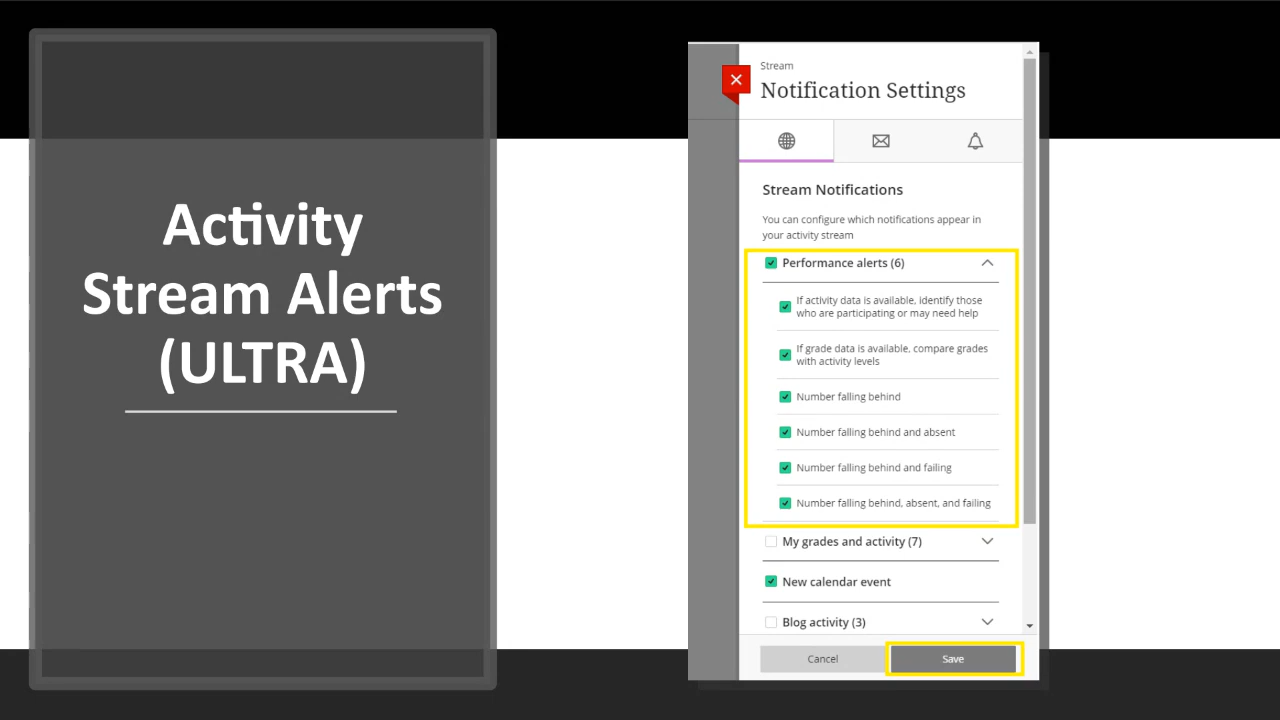 Activity
Stream Alerts
(ULTRA)
Stream
Notification Settings
Stream Notifications
You can configure which notifications appear in
your activity stream
Performance alerts (6)
If activity data is available, identify those
who are participating or may need help
If grade data is available, compare grades
with activity levels
Number falling behind
Number falling behind and absent
Number falling behind and failing
Number falling behind, absent, and failing
My grades and activity (7)
New calendar event
Blog activity (3)
Cancel
Save